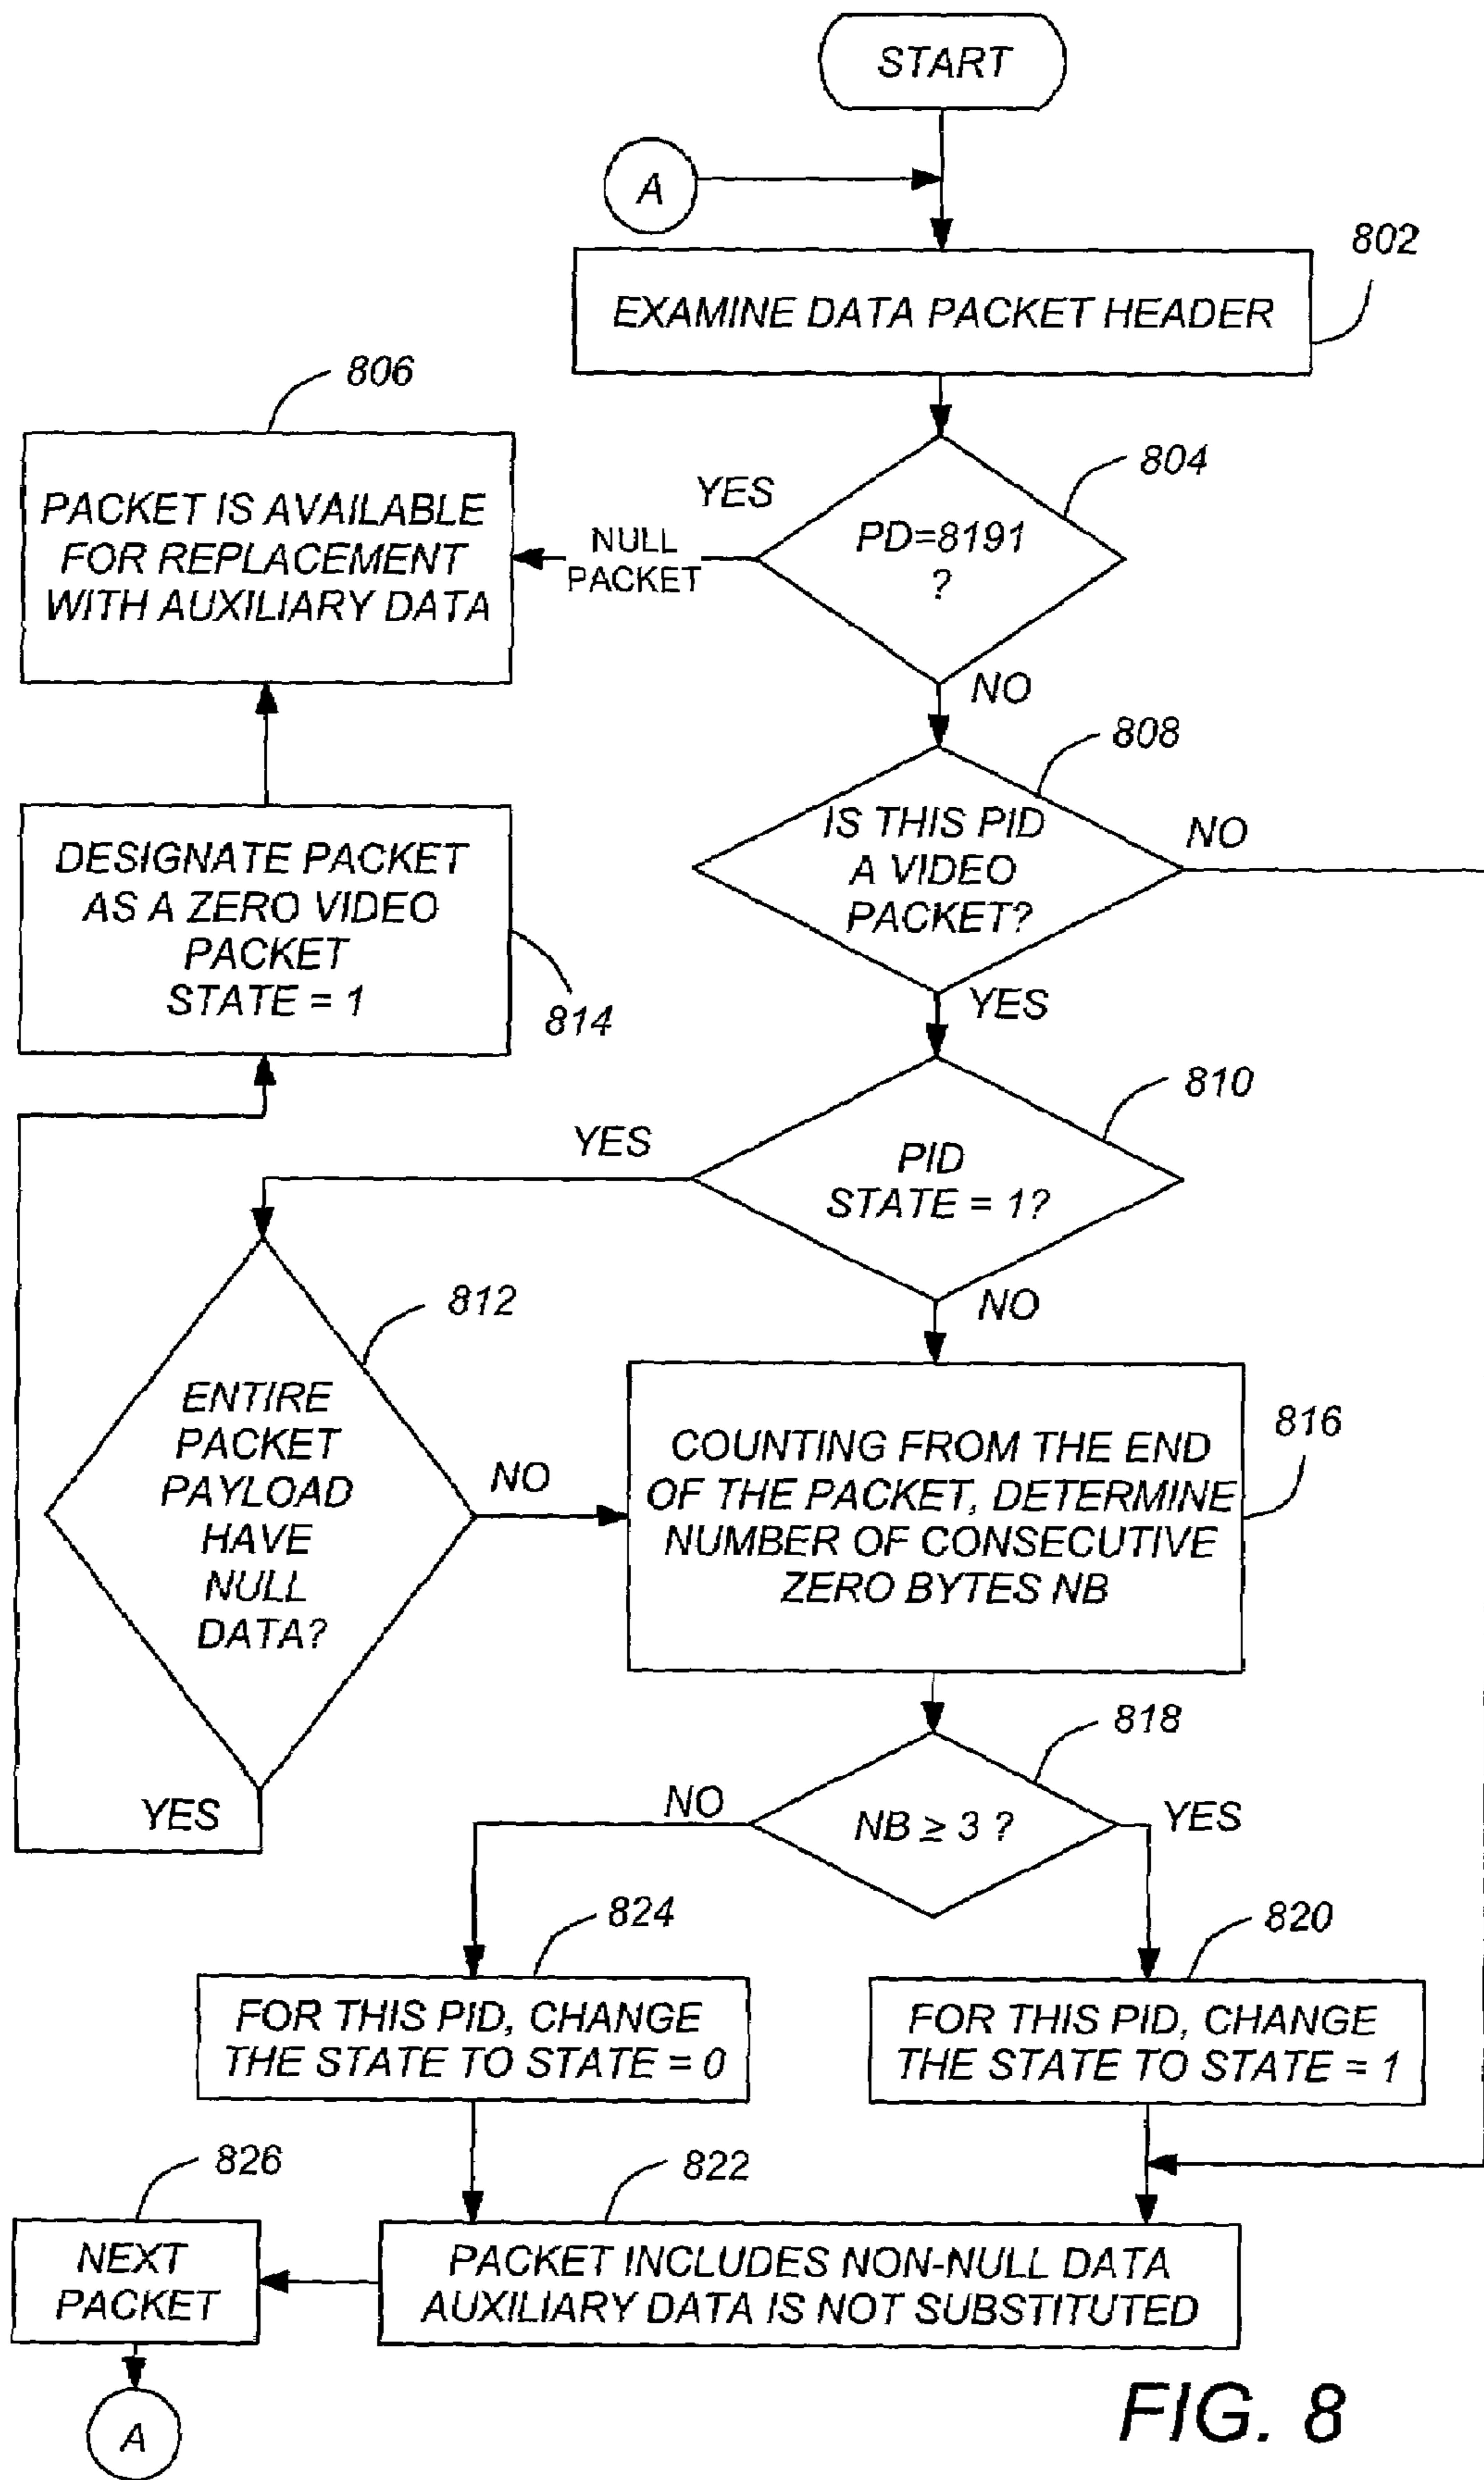 START
A
802
EXAMINE DATA PACKET HEADER
806
804
PACKET IS AVAILABLE
FOR REPLACEMENT
WITH AUXILIARY DATA
YES
NULL
PACKET
PD=8191
?
NO
808
IS THIS PID
A VIDEO
PACKET?
NO
DESIGNATE PACKET
AS A ZERO VIDEO
PACKET
STATE = 1
814
YES
810
YES
PID
STATE = 1?
NO
812
ENTIRE
PACKET
PAYLOAD
HAVE
NULL
DATA?
NO
YES
816
COUNTING FROM THE END
OF THE PACKET, DETERMINE
NUMBER OF CONSECUTIVE
ZERO BYTES NB
818
NO
NB ≥ 3 ?
YES
824
820
FOR THIS PID, CHANGE
THE STATE TO STATE = 0
FOR THIS PID, CHANGE
THE STATE TO STATE = 1
826
822
NEXT
PACKET
PACKET INCLUDES NON-NULL DATA
AUXILIARY DATA IS NOT SUBSTITUTED
A
FIG. 8